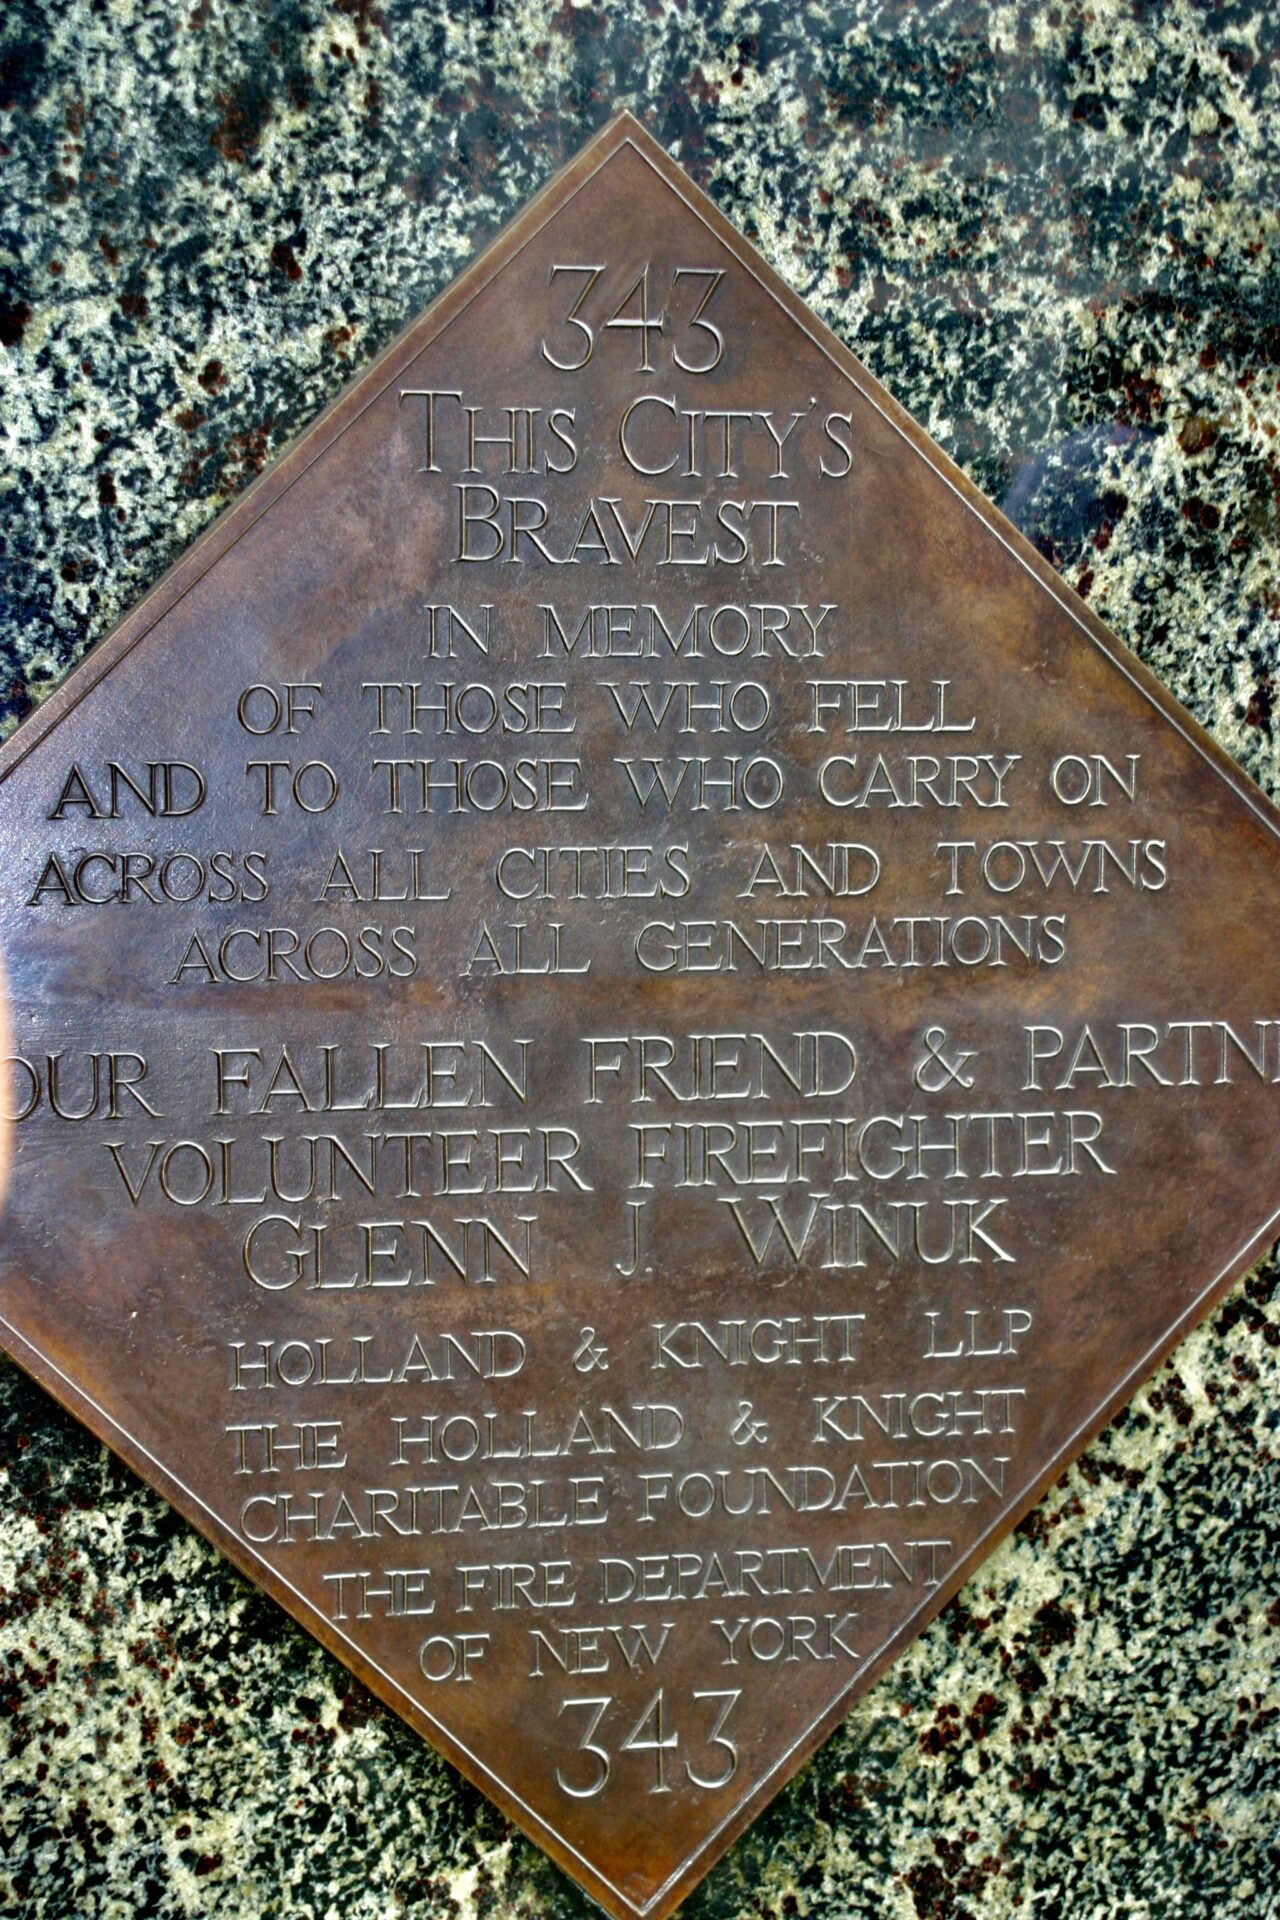 343
THIS CITY'S
BRAVEST
IN MEMORY
OF THOSE WHO FELL
AND TO THOSE WHO CARRY ON
ACROSS ALL CITIES AND TOWNS
ACROSS ALL GENERATIONS
OUR FALLEN FRIEND &
VOLUNTEER FIREFIGHTER
GLENN J. WINUK
HOLLAND & KNIGHT LLP
THE HOLLAND & KNIGHT
CHARITABLE FOUNDATION
THE FIRE DEPARTMENT
OF NEW YORK
343